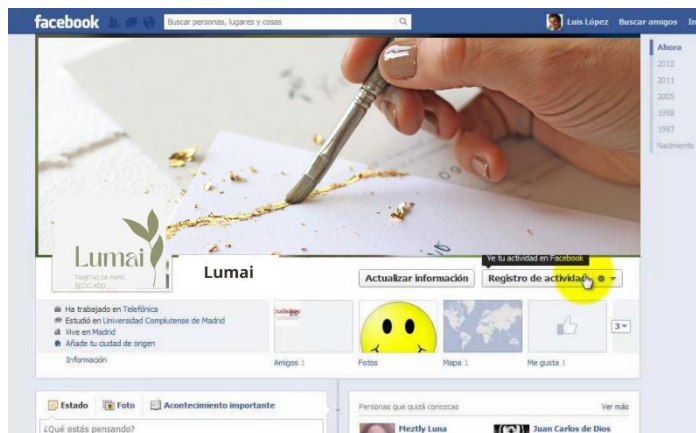 facebook
Buscar personas, lugares y cosas
Luis López
Buscar amigos
In
Ahora
2012
2011
2005
1998
1997
Nacimiento
Lumai
TARJETAS DE PAPEL
RECICLADO
Lumai
Ve tu actividad en Facebook
Actualizar información
Registro de actividad
Ha trabajado en Telefónica
Estudió en Universidad Complutense de Madrid
Vive en Madrid
Añade tu ciudad de origen
Información
Amigos 1
Fotos
Mapa 1
Me gusta 1
3
Estado
Foto
Acontecimiento importante
¿Qué estás pensando?
Personas que quizá conozcas
Ver más
Meztly Luna
Juan Carlos de Dios